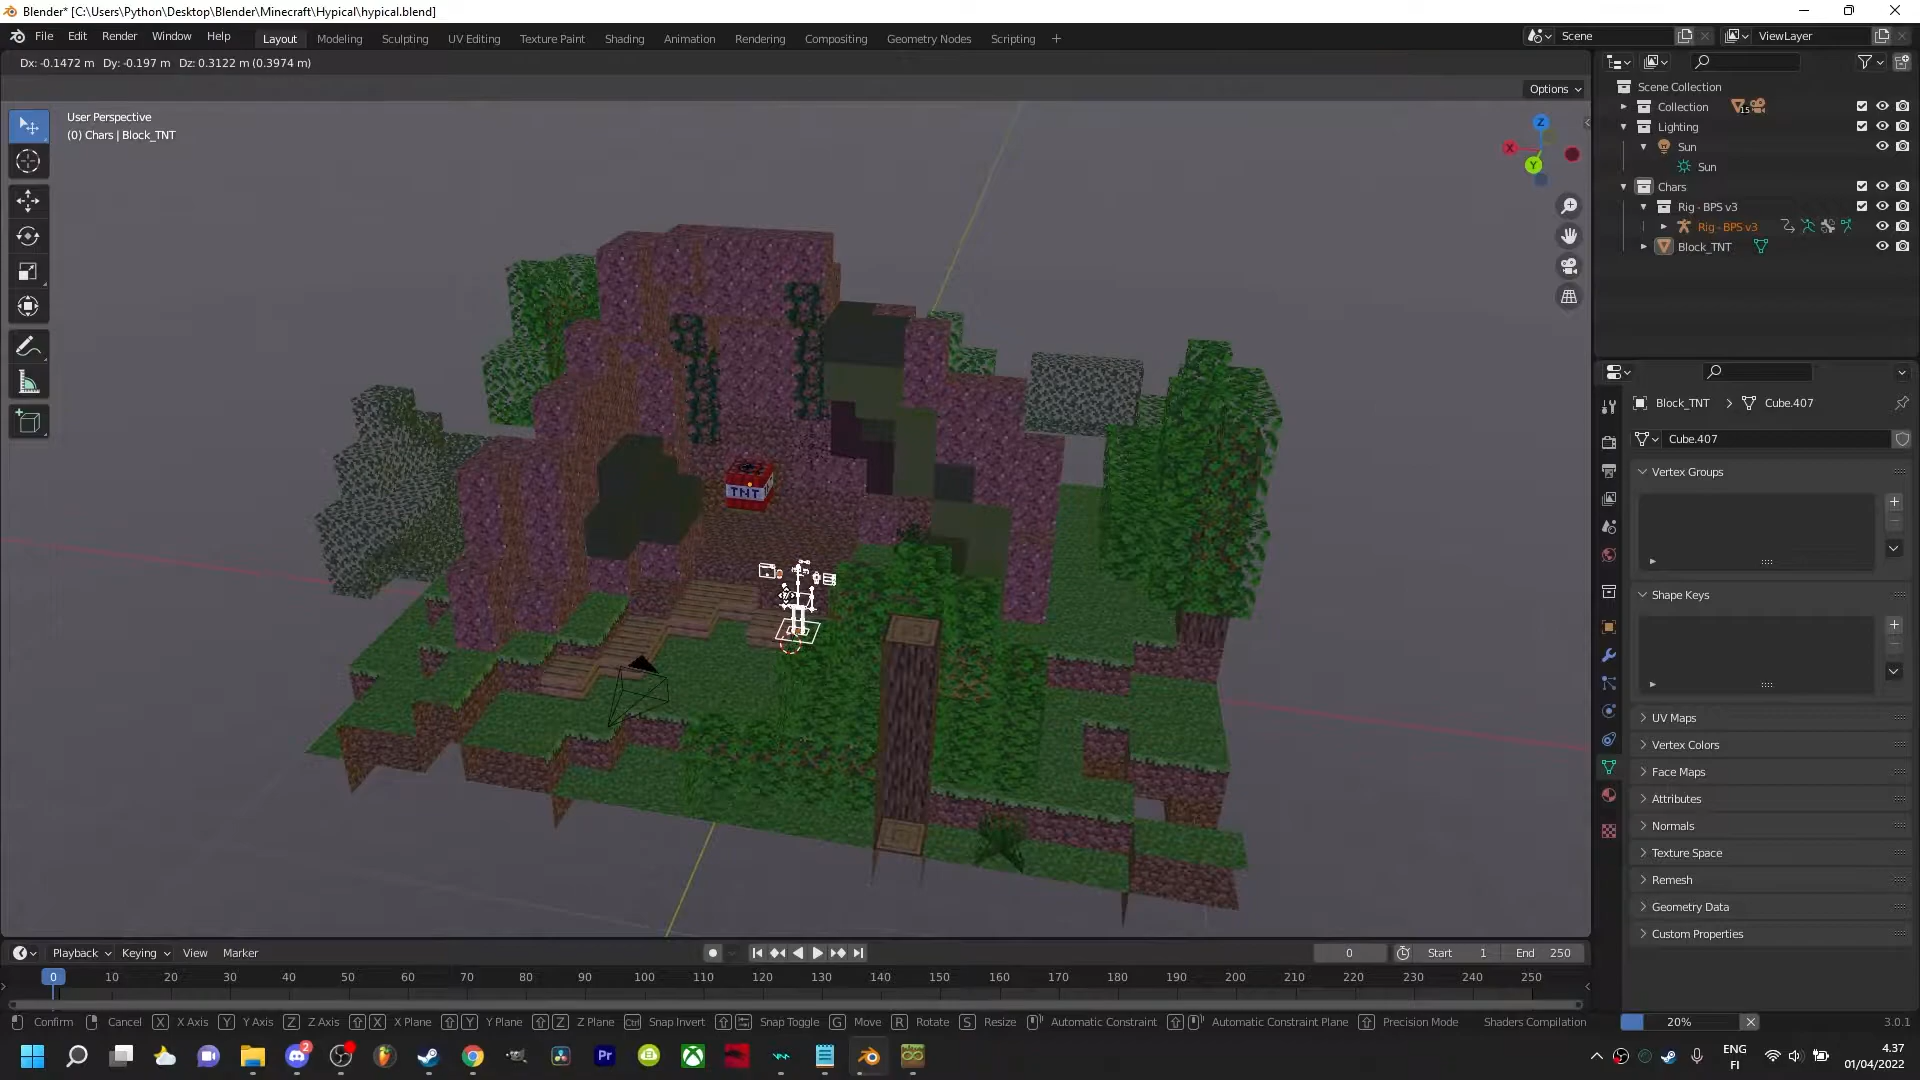 Blender* [C:\Users\Python\Desktop\Blender\Minecraft\Hypical\hypical.blend]
File Edit Render Window Help Layout Modeling Sculpting UV Editing Texture Paint Shading Animation Rendering Compositing Geometry Nodes Scripting + Scene ViewLayer
Dx: -0.1472 m Dy: -0.197 m Dz: 0.3122 m (0.3974 m)
Options
User Perspective
(0) Chars | Block_TNT
Z
X
Y
TNT
Scene Collection
Collection 15
Lighting
Sun
Sun
Chars
Rig - BPS v3
Rig - BPS v3
Block_TNT
Block_TNT > Cube.407
Cube.407
Vertex Groups
Shape Keys
UV Maps
Vertex Colors
Face Maps
Attributes
Normals
Texture Space
Remesh
Geometry Data
Custom Properties
Playback Keying View Marker 0 Start 1 End 250
0 10 20 30 40 50 60 70 80 90 100 110 120 130 140 150 160 170 180 190 200 210 220 230 240 250
Confirm Cancel X X Axis Y Y Axis Z Z Axis X X Plane Y Y Plane Z Z Plane Ctrl Snap Invert Snap Toggle G Move R Rotate S Resize Automatic Constraint Automatic Constraint Plane Precision Mode Shaders Compilation 20% 3.0.1
2
Pr
ENG
FI
4.37
01/04/2022